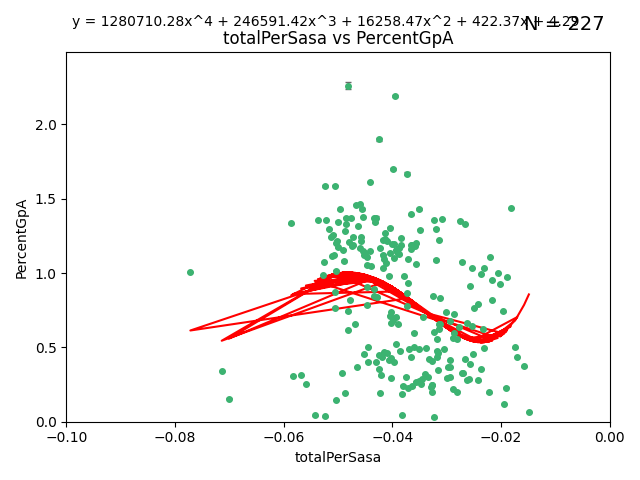 y = 1280710.28x^4 + 246591.42x^3 + 16258.47x^2 + 422.37x + 4.29
N = 227
totalPerSasa vs PercentGpA
PercentGpA
2.0
1.5
1.0
0.5
0.0
−0.10 −0.08 −0.06 −0.04 −0.02 0.00
totalPerSasa